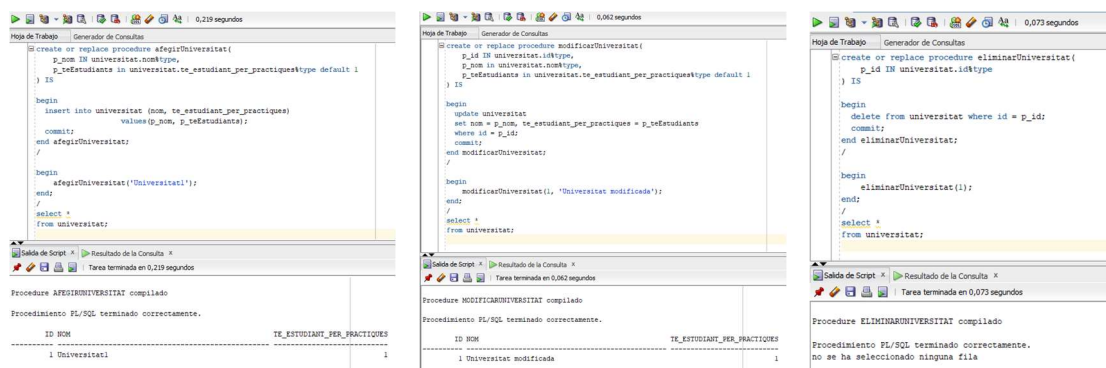 0,219 segundos
Hoja de Trabajo Generador de Consultas
create or replace procedure afegirUniversitat(
p_nom IN universitat.nom%type,
p_teEstudiants in universitat.te_estudiant_per_practiques%type default 1
) IS
begin
insert into universitat (nom, te_estudiant_per_practiques)
values(p_nom, p_teEstudiants);
commit;
end afegirUniversitat;
/
begin
afegirUniversitat('Universitat1');
end;
/
select *
from universitat;
Salida de Script x Resultado de la Consulta x
Tarea terminada en 0,219 segundos
Procedure AFEGIRUNIVERSITAT compilado
Procedimiento PL/SQL terminado correctamente.
ID NOM TE_ESTUDIANT_PER_PRACTIQUES
---------- ---------------------------------------- ---------------------------
1 Universitat1 1
0,062 segundos
Hoja de Trabajo Generador de Consultas
create or replace procedure modificarUniversitat(
p_id IN universitat.id%type,
p_nom in universitat.nom%type,
p_teEstudiants in universitat.te_estudiant_per_practiques%type default 1
) IS
begin
update universitat
set nom = p_nom, te_estudiant_per_practiques = p_teEstudiants
where id = p_id;
commit;
end modificarUniversitat;
/
begin
modificarUniversitat(1, 'Universitat modificada');
end;
/
select *
from universitat;
Salida de Script x Resultado de la Consulta x
Tarea terminada en 0,062 segundos
Procedure MODIFICARUNIVERSITAT compilado
Procedimiento PL/SQL terminado correctamente.
ID NOM TE_ESTUDIANT_PER_PRACTIQUES
---------- ---------------------------------------- ---------------------------
1 Universitat modificada 1
0,073 segundos
Hoja de Trabajo Generador de Consultas
create or replace procedure eliminarUniversitat(
p_id IN universitat.id%type
) IS
begin
delete from universitat where id = p_id;
commit;
end eliminarUniversitat;
/
begin
eliminarUniversitat(1);
end;
/
select *
from universitat;
Salida de Script x Resultado de la Consulta x
Tarea terminada en 0,073 segundos
Procedure ELIMINARUNIVERSITAT compilado
Procedimiento PL/SQL terminado correctamente.
no se ha seleccionado ninguna fila